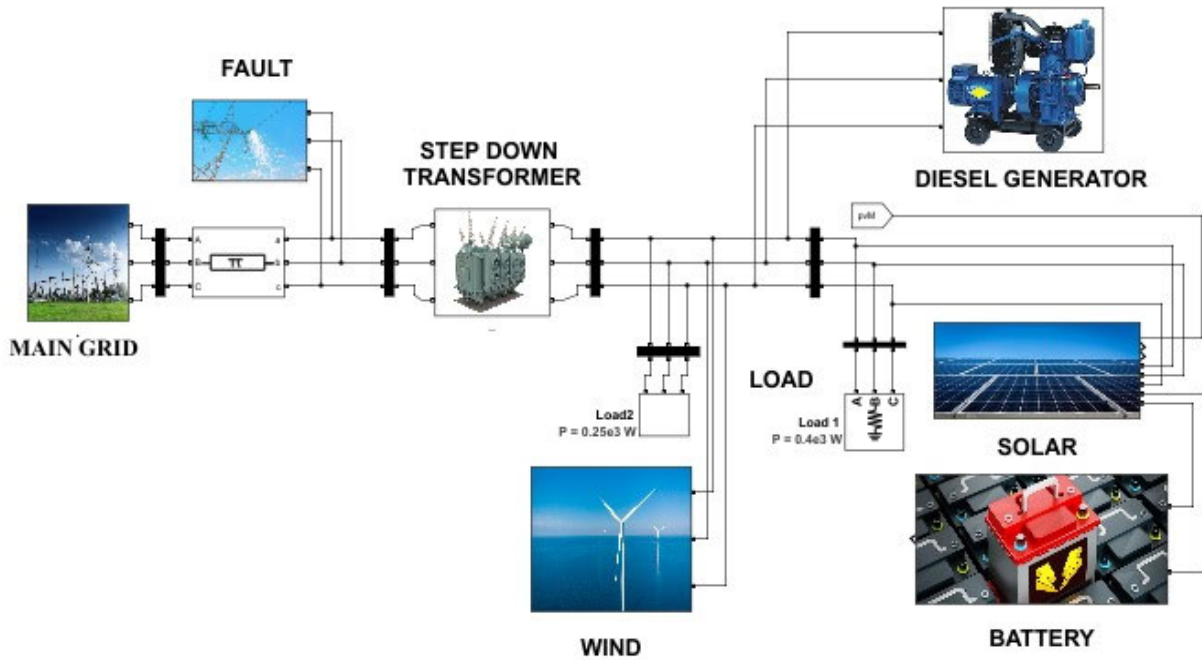 FAULT
STEP DOWN
TRANSFORMER
DIESEL GENERATOR
pvM
A
a
B
b
C
c
MAIN GRID
LOAD
Load2
P = 0.25e3 W
A
B
C
Load 1
P = 0.4e3 W
SOLAR
WIND
BATTERY